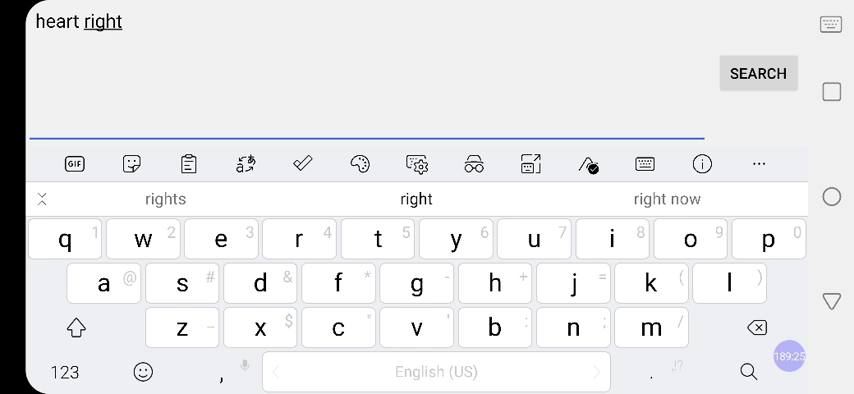 heart right
SEARCH
GIF
rights right right now
q 1 w 2 e 3 r 4 t 5 y 6 u 7 i 8 o 9 p 0
a @ s # d & f * g - h + j = k ( l )
z _ x $ c " v ' b : n ; m /
189:25
123 , English (US) . .!?